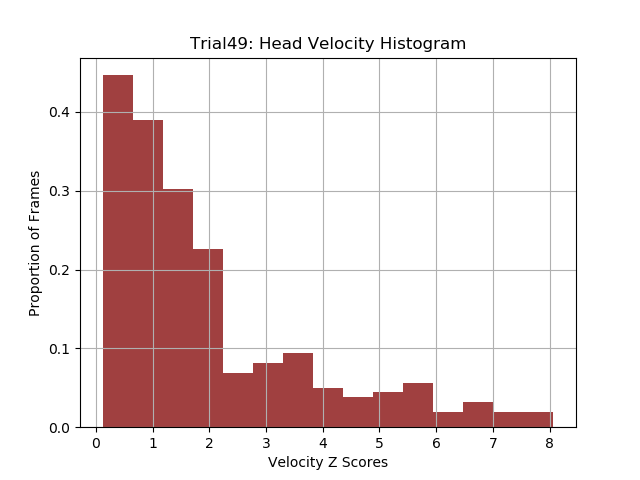 Trial49: Head Velocity Histogram
Proportion of Frames
0.4
0.3
0.2
0.1
0.0
0 1 2 3 4 5 6 7 8
Velocity Z Scores